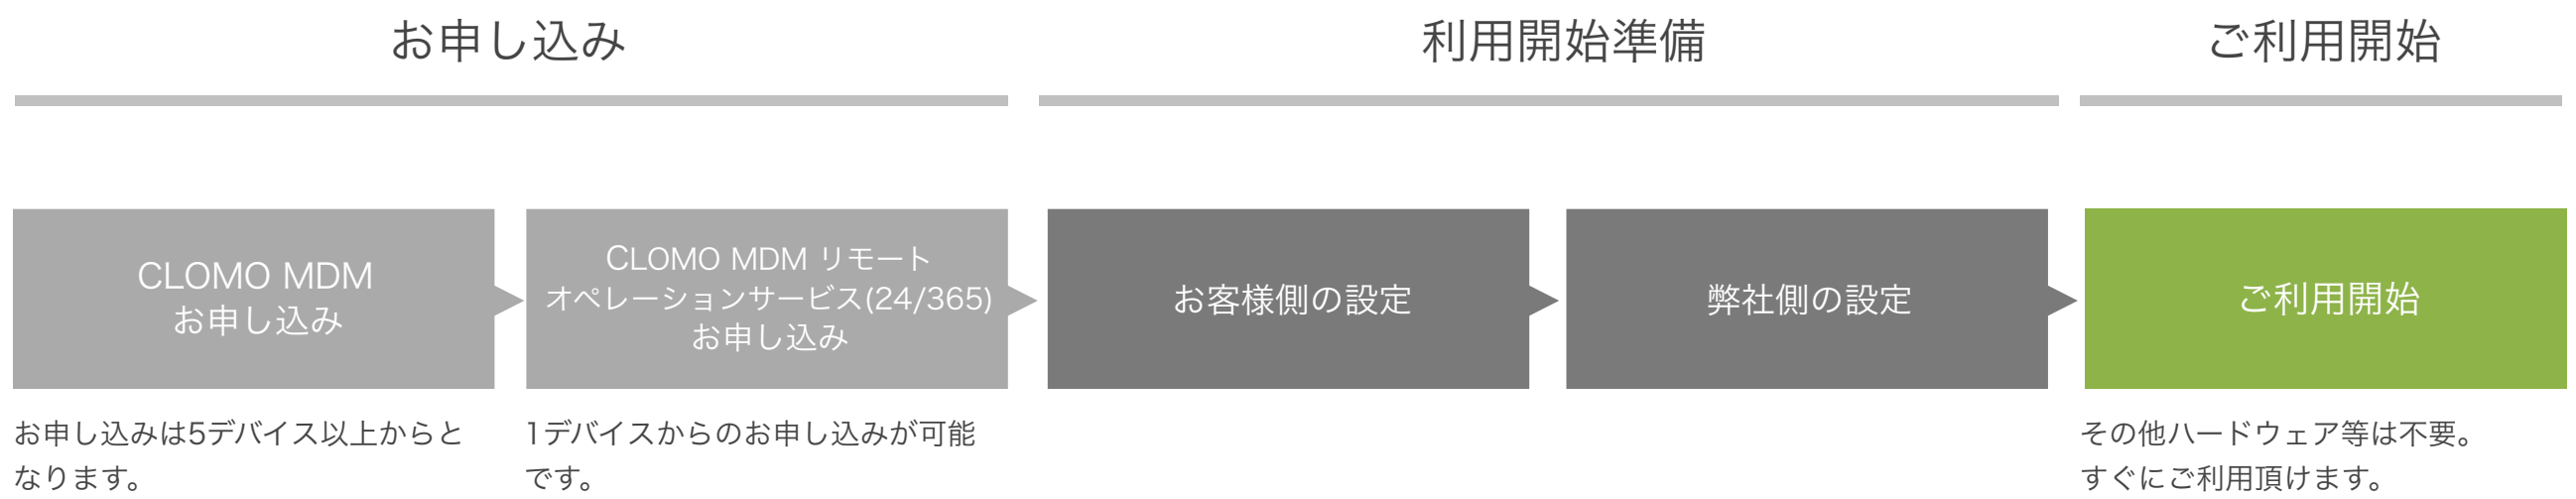 お申し込み
利用開始準備
ご利用開始
CLOMO MDM
お申し込み
CLOMO MDM リモート
オペレーションサービス(24/365)
お申し込み
お客様側の設定
弊社側の設定
ご利用開始
お申し込みは5デバイス以上からと
なります。
1デバイスからのお申し込みが可能
です。
その他ハードウェア等は不要。
すぐにご利用頂けます。